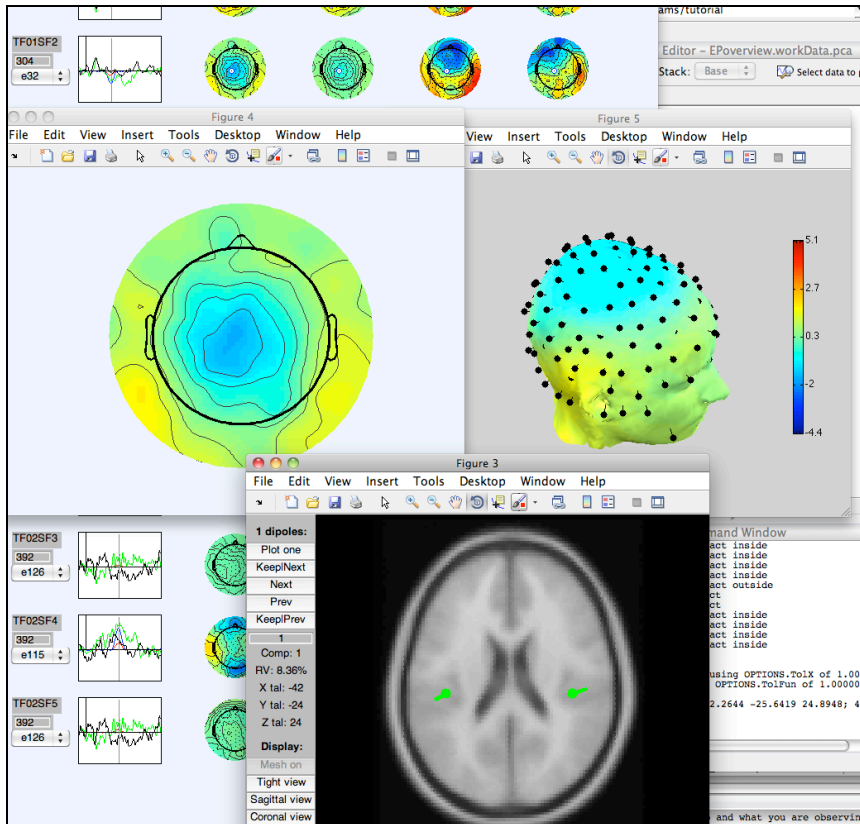 ams/tutorial
TF01SF2
304
e32
Editor – EPoverview.workData.pca
Stack: Base Select data to p
Figure 4
File Edit View Insert Tools Desktop Window Help
Figure 5
View Insert Tools Desktop Window Help
5.1
2.7
0.3
-2
-4.4
Figure 3
File Edit View Insert Tools Desktop Window Help
1 dipoles:
Plot one
Keep|Next
Next
Prev
Keep|Prev
1
Comp: 1
RV: 8.36%
X tal: -42
Y tal: -24
Z tal: 24
Display:
Mesh on
Tight view
Sagittal view
Coronal view
TF02SF3
392
e126
TF02SF4
392
e115
TF02SF5
392
e126
mand Window
act inside
act inside
act inside
act inside
act outside
ct
ct
act inside
act inside
act inside
act inside
using OPTIONS.TolX of 1.00
OPTIONS.TolFun of 1.00000
2.2644 -25.6419 24.8948; 4
and what you are observin